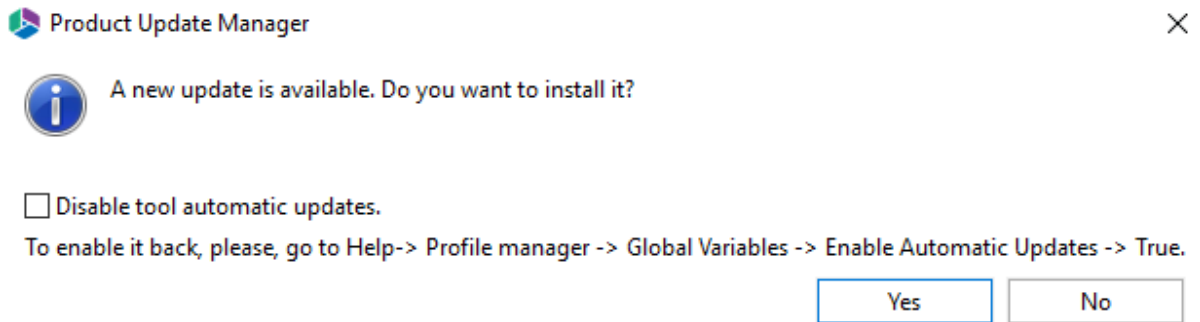 Product Update Manager
A new update is available. Do you want to install it?
Disable tool automatic updates.
To enable it back, please, go to Help-> Profile manager -> Global Variables -> Enable Automatic Updates -> True.
Yes
No